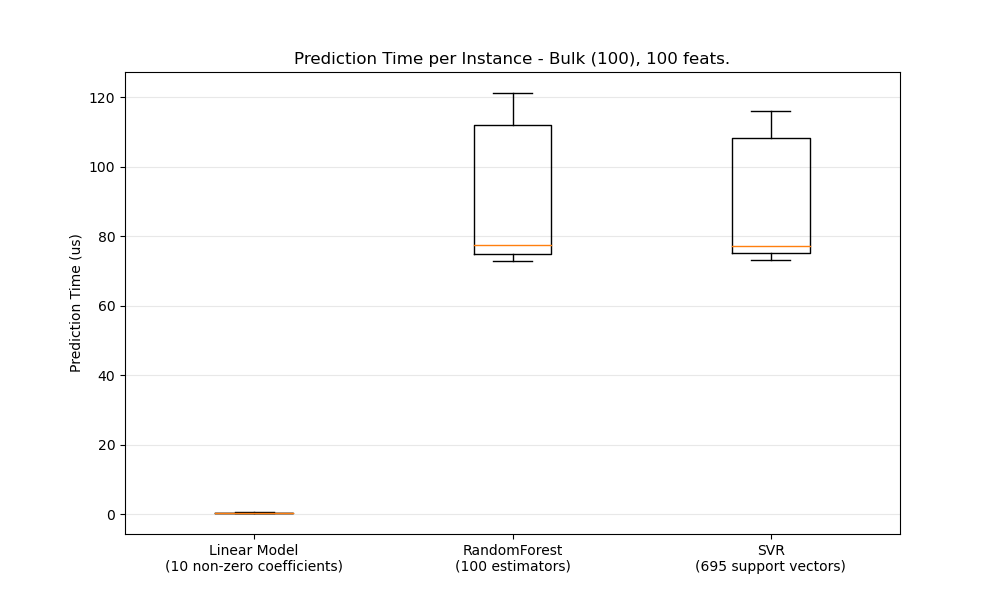 Prediction Time per Instance - Bulk (100), 100 feats.
Prediction Time (us)
120
100
80
60
40
20
0
Linear Model
(10 non-zero coefficients)
RandomForest
(100 estimators)
SVR
(695 support vectors)